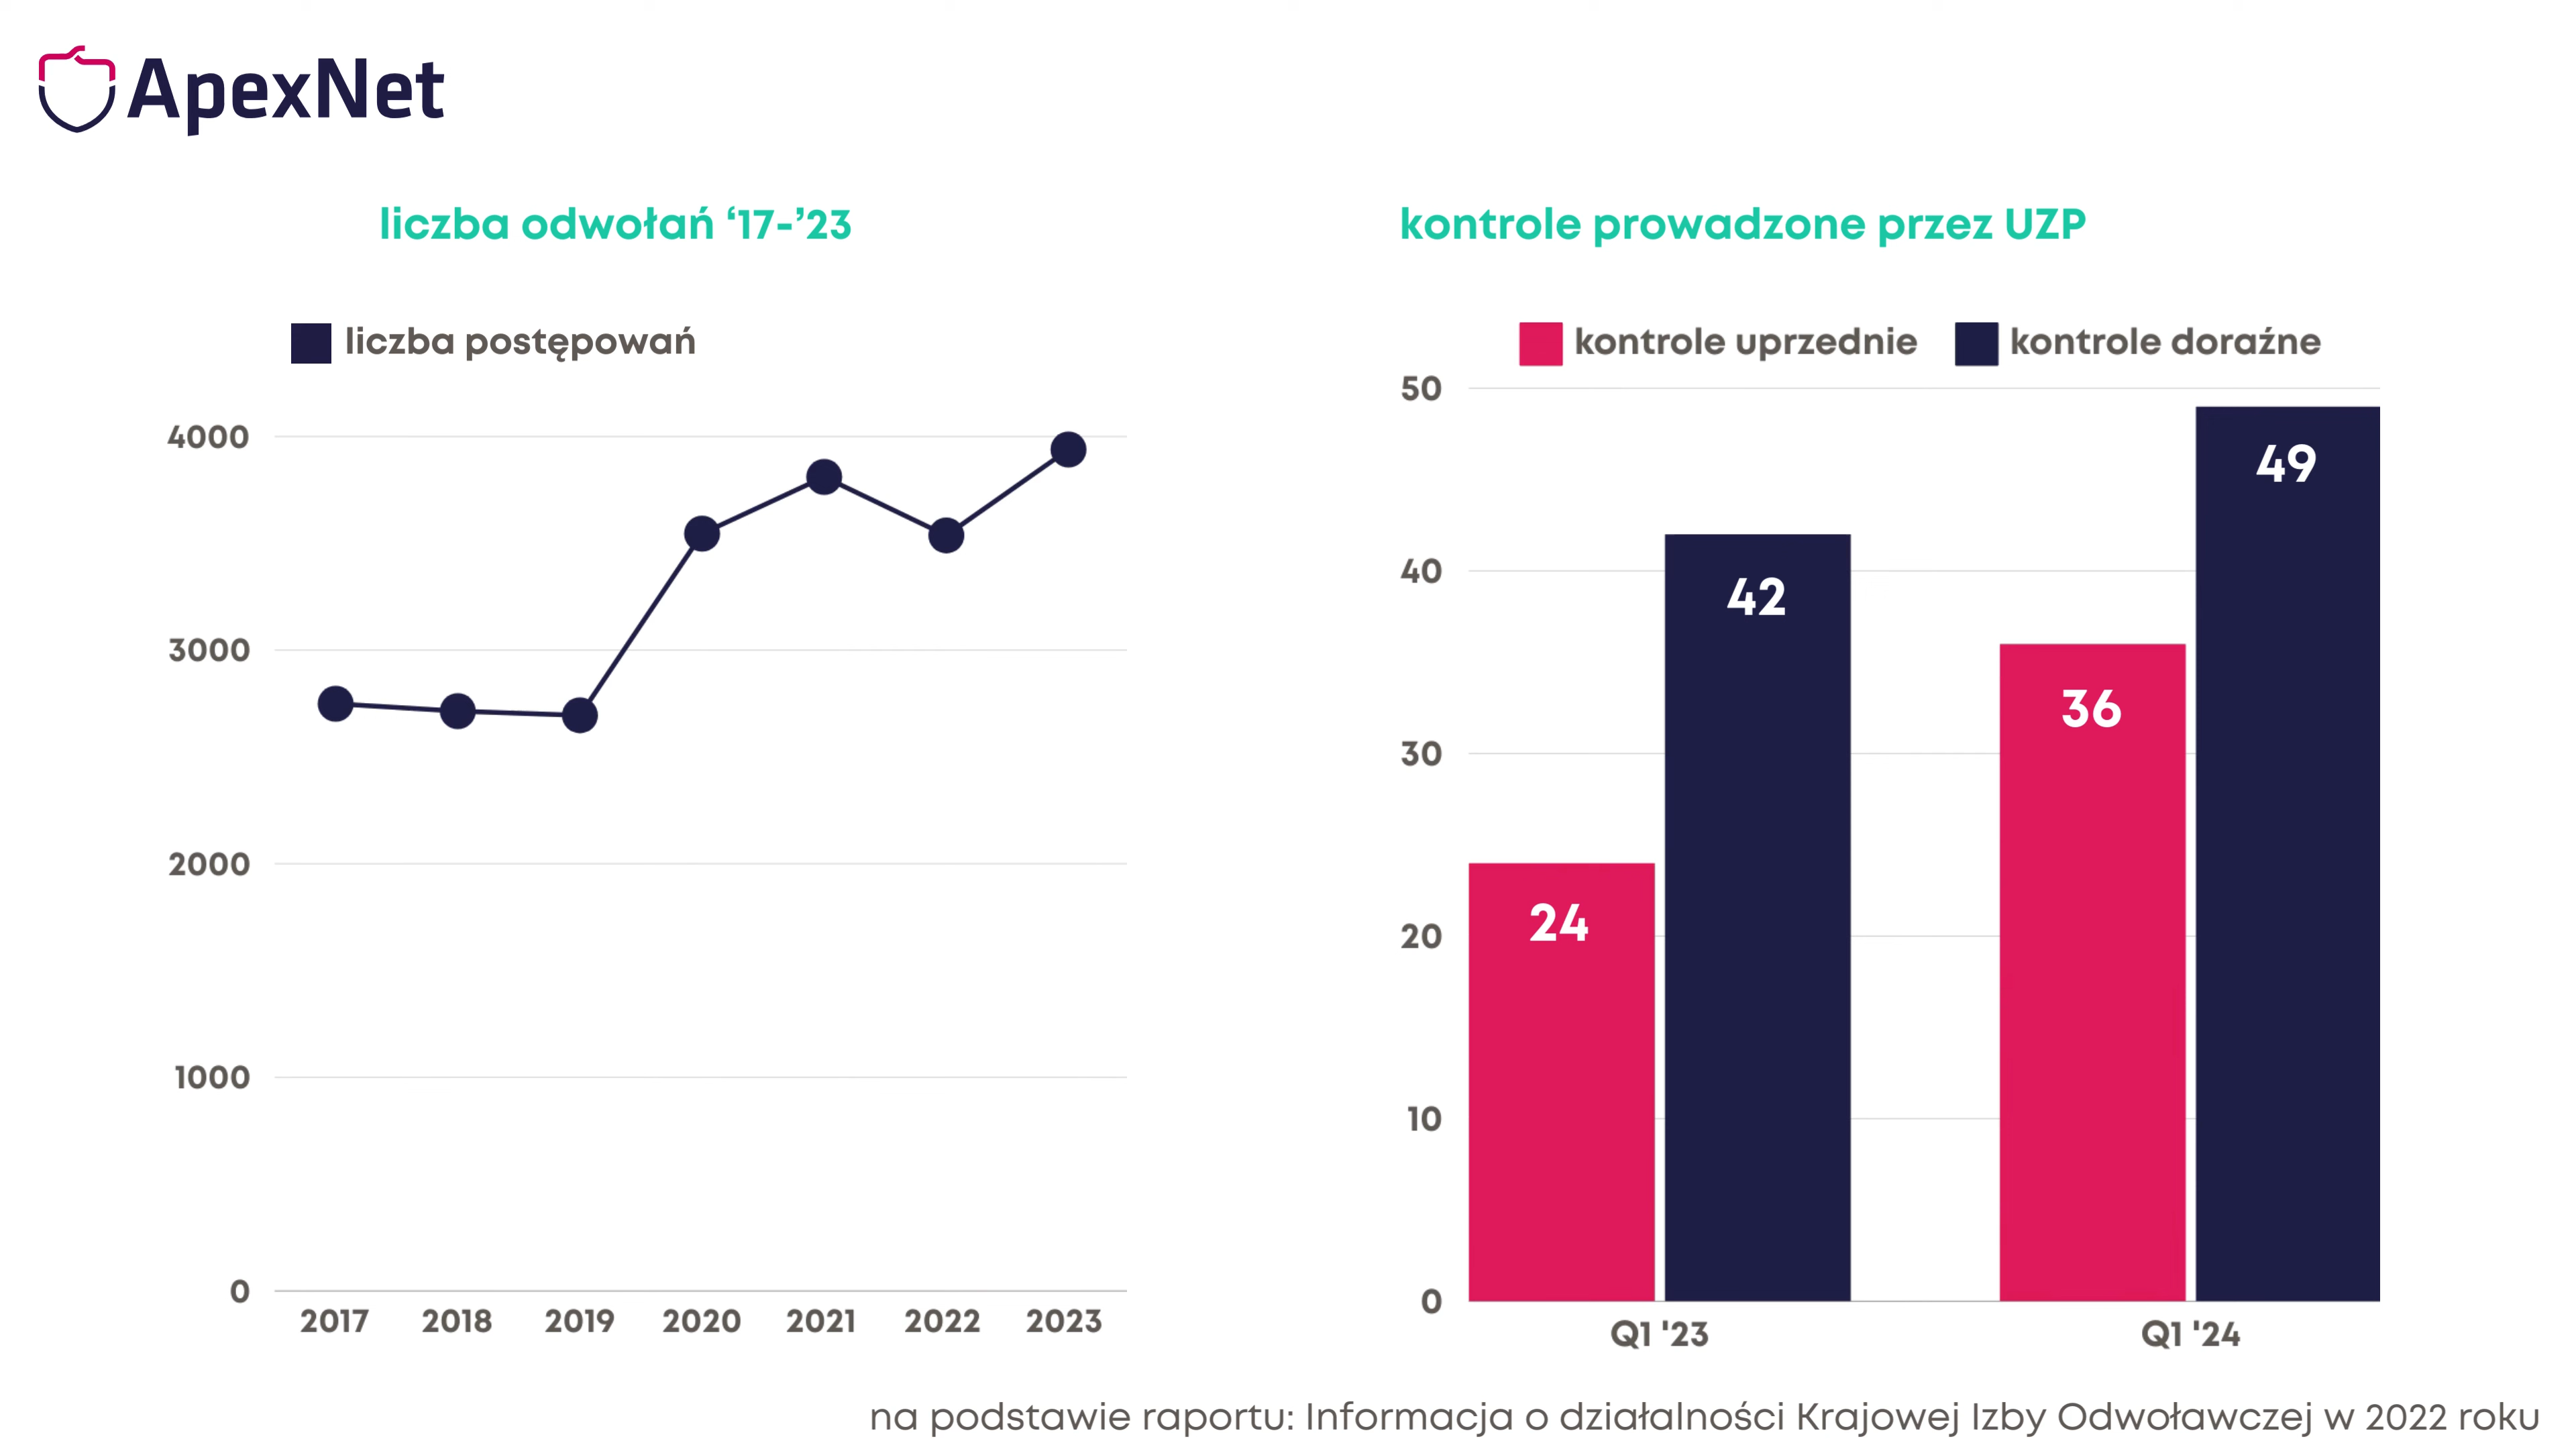 ApexNet
liczba odwołań ‘17-’23
liczba postępowań
4000
3000
2000
1000
0
2017 2018 2019 2020 2021 2022 2023
kontrole prowadzone przez UZP
kontrole uprzednie kontrole doraźne
50
40
30
20
10
0
24
42
36
49
Q1 '23 Q1 '24
na podstawie raportu: Informacja o działalności Krajowej Izby Odwoławczej w 2022 roku